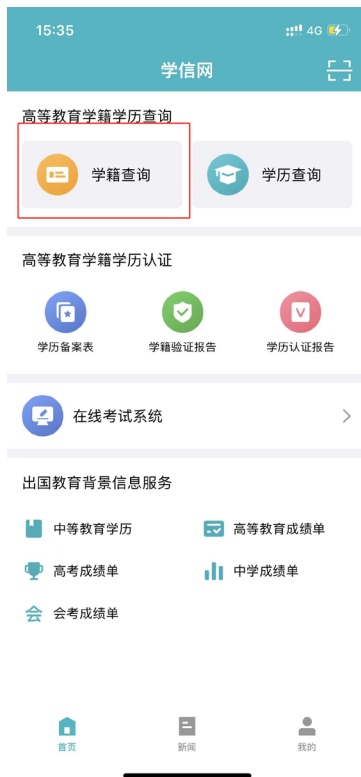 15:35
4G
学信网
高等教育学籍学历查询
学籍查询
学历查询
高等教育学籍学历认证
学历备案表
学籍验证报告
学历认证报告
在线考试系统
出国教育背景信息服务
中等教育学历
高等教育成绩单
高考成绩单
中学成绩单
会
会考成绩单
首页
新闻
我的